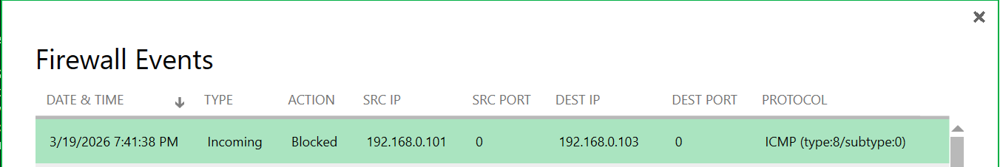 Firewall Events
DATE & TIME TYPE ACTION SRC IP SRC PORT DEST IP DEST PORT PROTOCOL
3/19/2026 7:41:38 PM Incoming Blocked 192.168.0.101 0 192.168.0.103 0 ICMP (type:8/subtype:0)